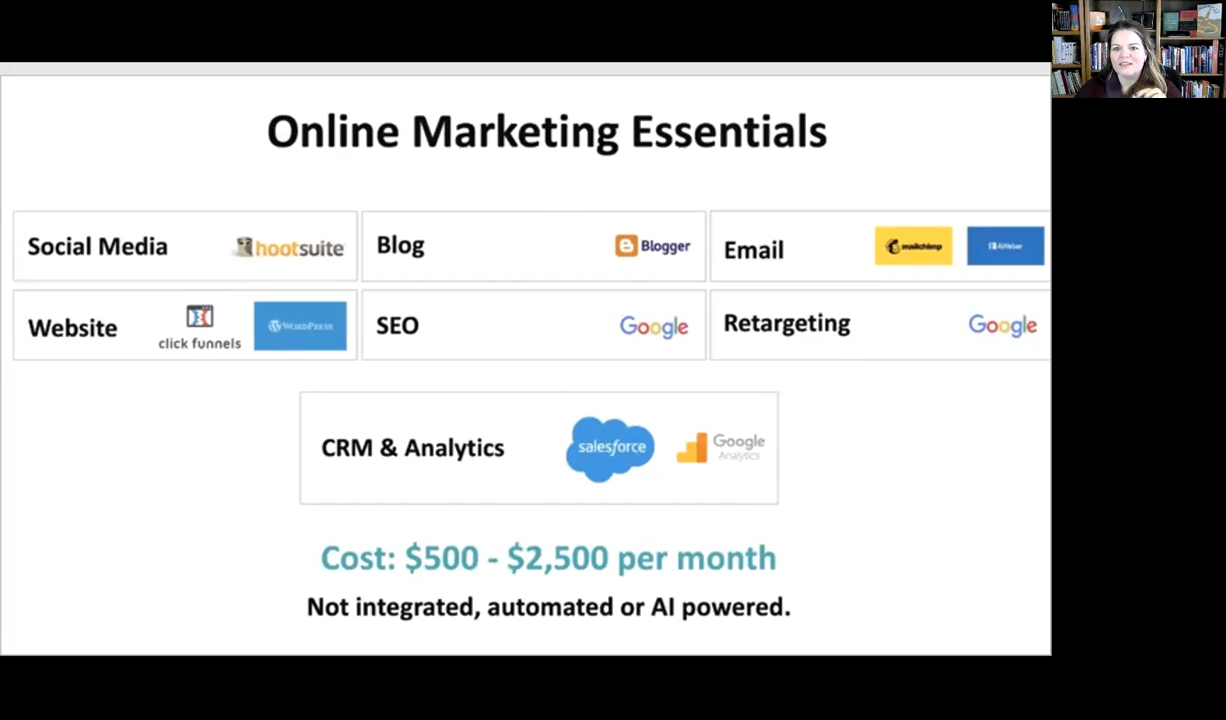 Online Marketing Essentials
Social Media hootsuite
Blog Blogger
Email mailchimp AWeber
Website click funnels WORDPRESS
SEO Google
Retargeting Google
CRM & Analytics salesforce Google Analytics
Cost: $500 - $2,500 per month
Not integrated, automated or AI powered.